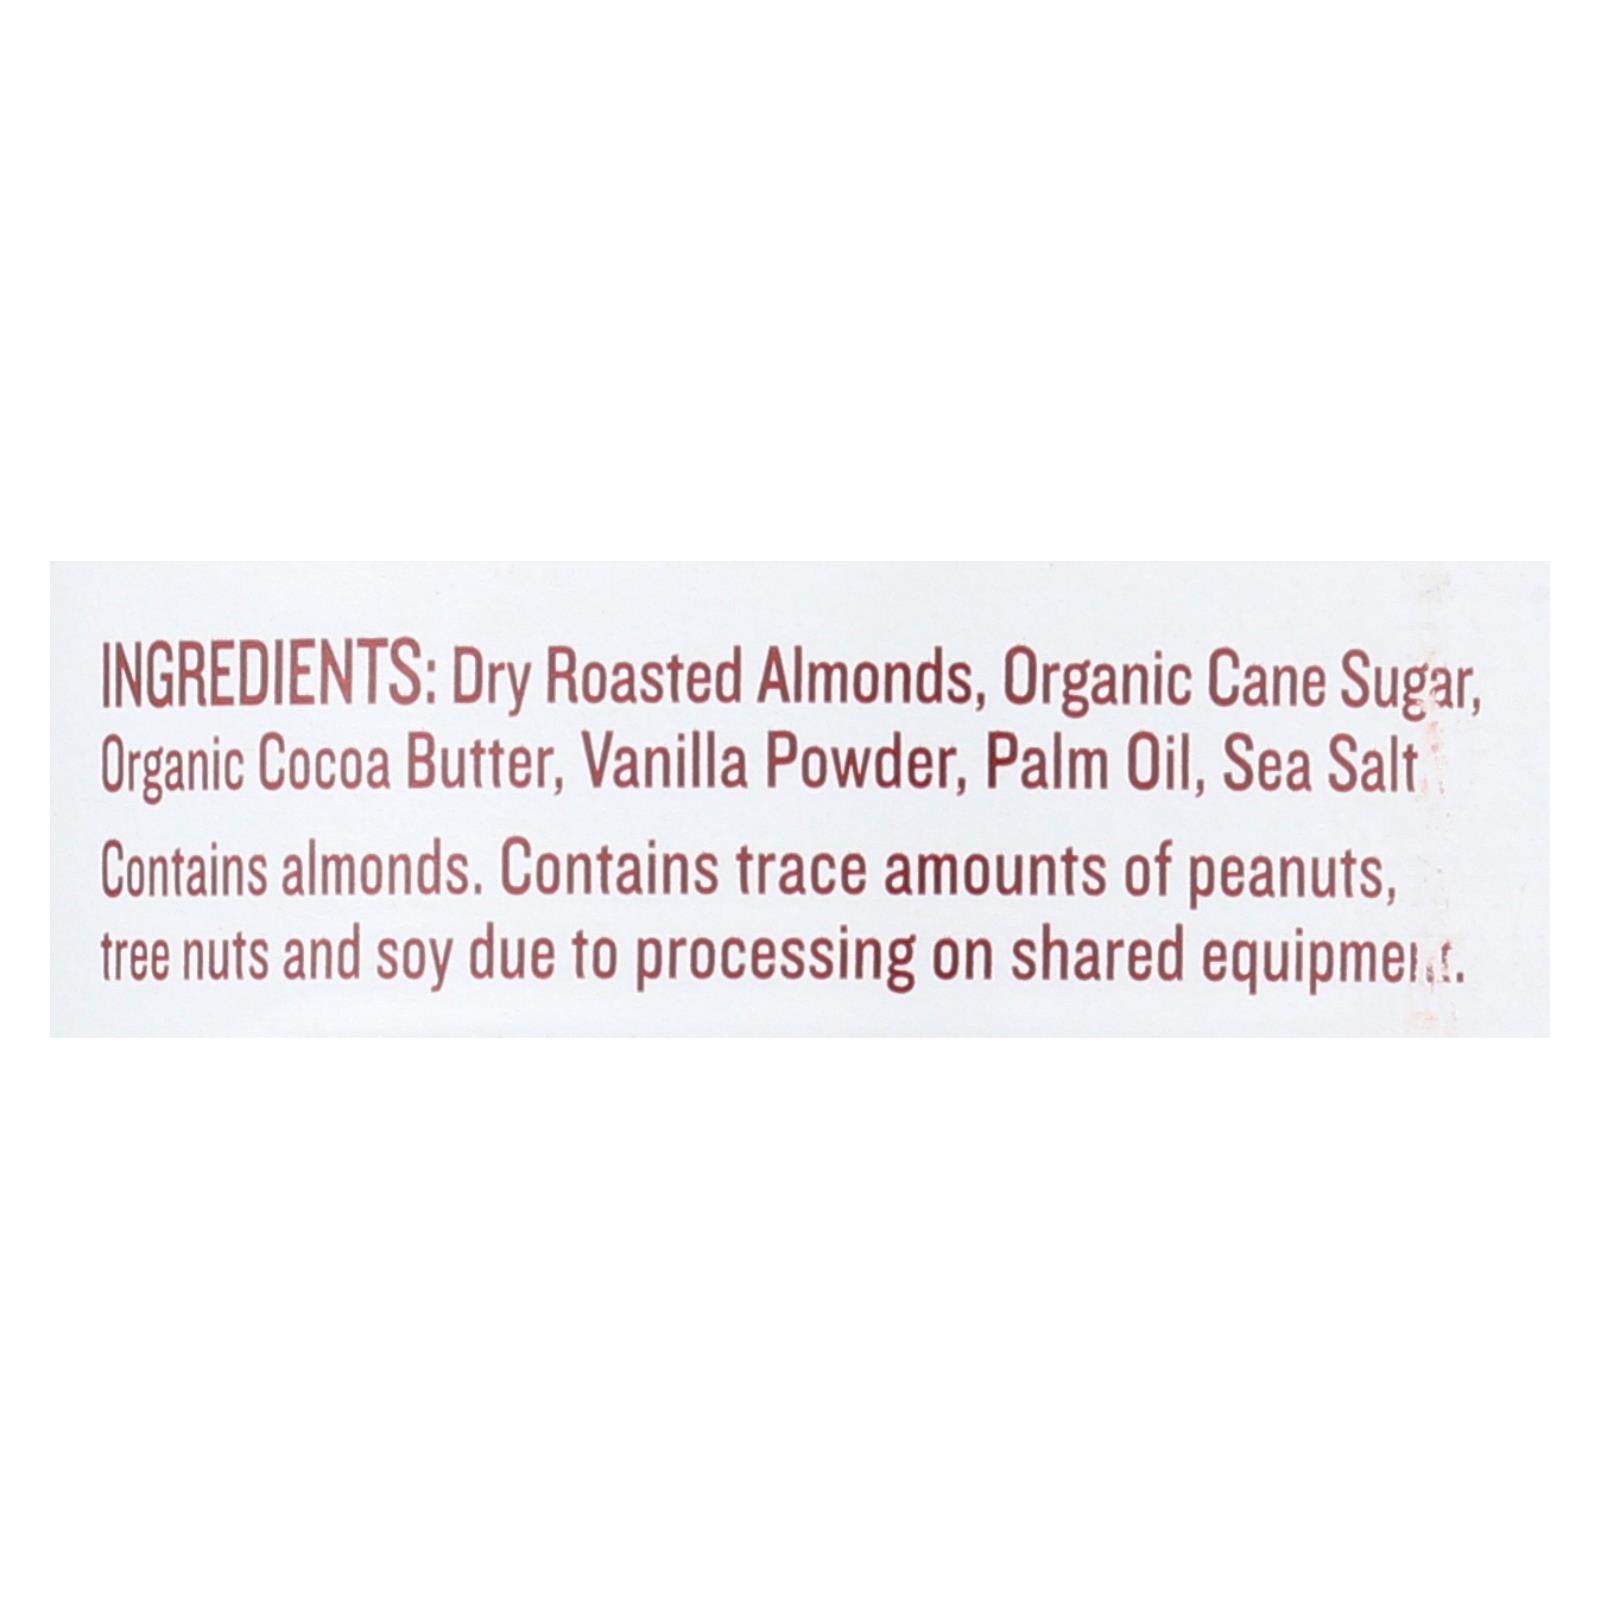 INGREDIENTS: Dry Roasted Almonds, Organic Cane Sugar,
Organic Cocoa Butter, Vanilla Powder, Palm Oil, Sea Salt
Contains almonds. Contains trace amounts of peanuts,
tree nuts and soy due to processing on shared equipment.